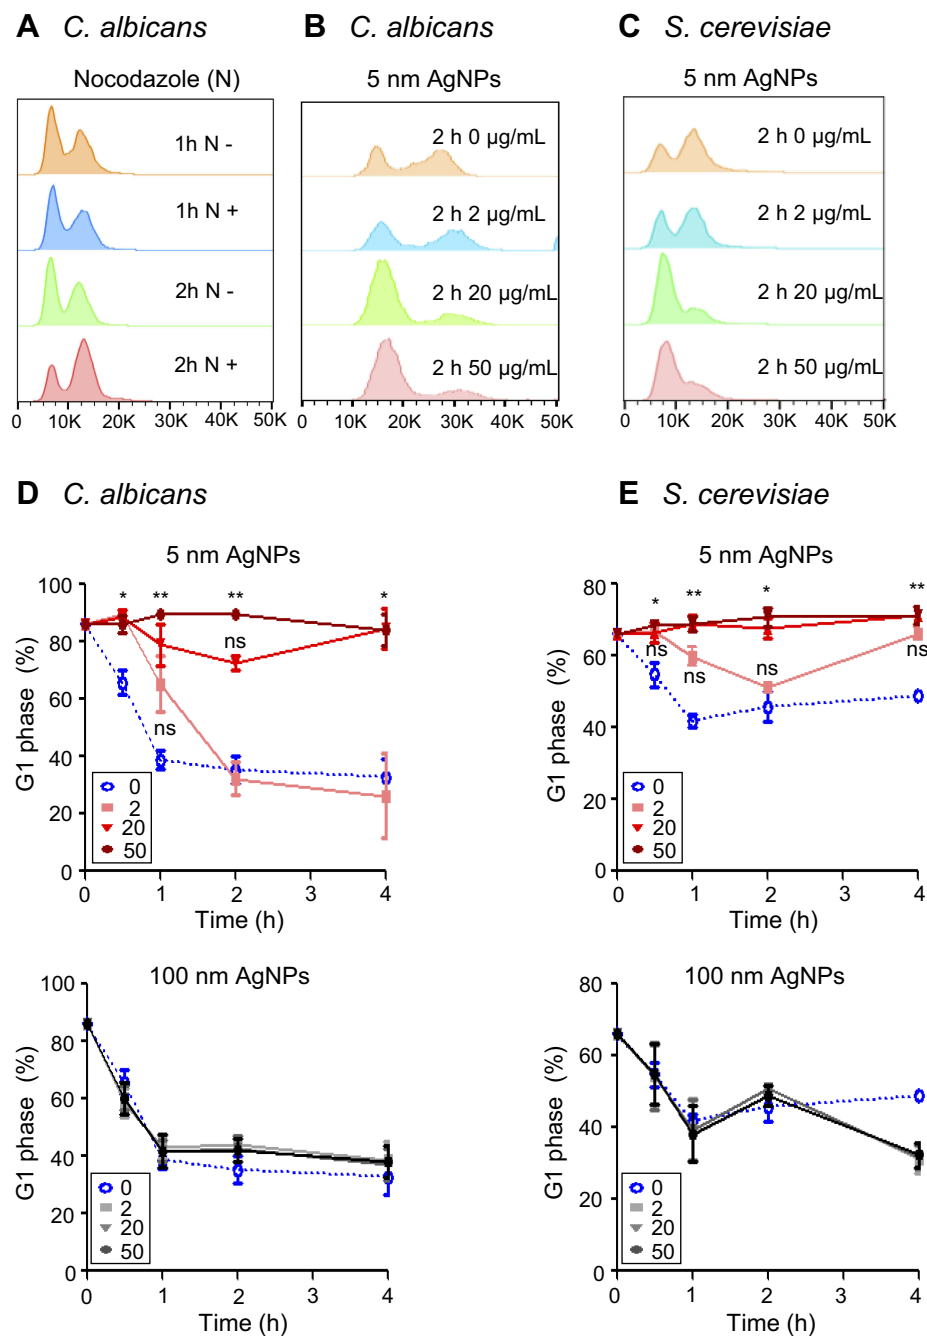 A C. albicans
B C. albicans
C S. cerevisiae
Nocodazole (N)
5 nm AgNPs
5 nm AgNPs
1h N -
1h N +
2h N -
2h N +
0 10K 20K 30K 40K 50K
2 h 0 µg/mL
2 h 2 µg/mL
2 h 20 µg/mL
2 h 50 µg/mL
0 10K 20K 30K 40K 50K
2 h 0 µg/mL
2 h 2 µg/mL
2 h 20 µg/mL
2 h 50 µg/mL
0 10K 20K 30K 40K 50K
D C. albicans
5 nm AgNPs
G1 phase (%)
100
80
60
40
20
0
* ** ** *
ns
ns
0
2
20
50
0 1 2 3 4
Time (h)
100 nm AgNPs
G1 phase (%)
100
80
60
40
20
0
0
2
20
50
0 1 2 3 4
Time (h)
E S. cerevisiae
5 nm AgNPs
G1 phase (%)
80
60
40
20
0
* ** * **
ns ns ns ns
0
2
20
50
0 1 2 3 4
Time (h)
100 nm AgNPs
G1 phase (%)
80
60
40
20
0
0
2
20
50
0 1 2 3 4
Time (h)